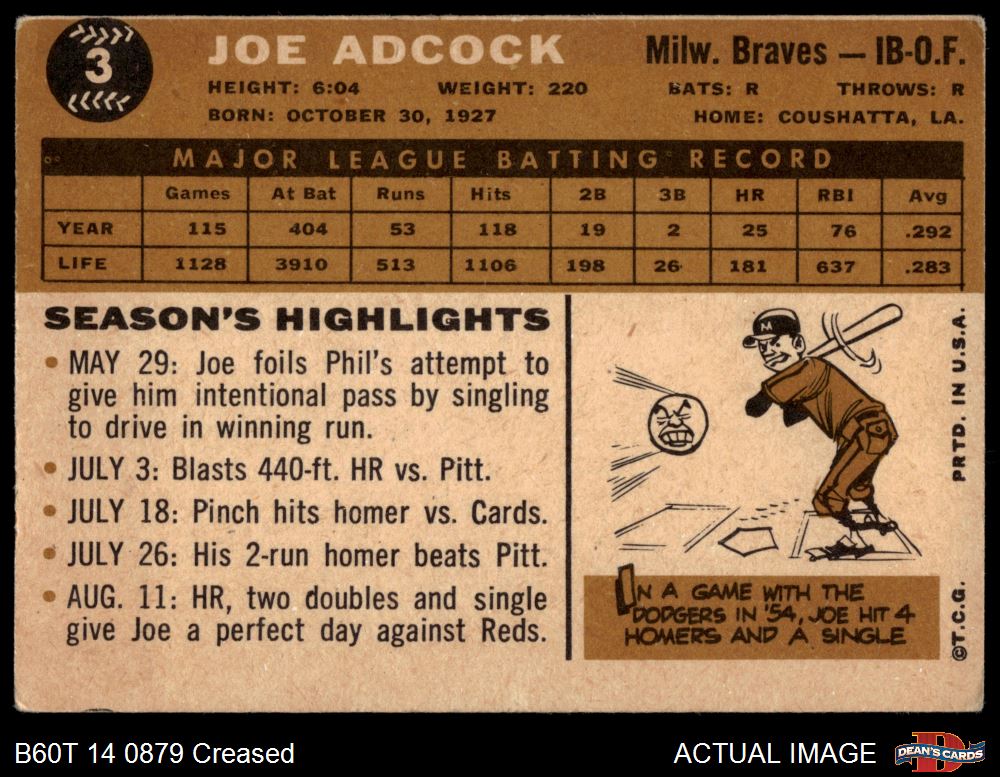 3
JOE ADCOCK
Milw. Braves — IB-O.F.
HEIGHT: 6:04 WEIGHT: 220 BATS: R THROWS: R
BORN: OCTOBER 30, 1927 HOME: COUSHATTA, LA.
MAJOR LEAGUE BATTING RECORD
Games At Bat Runs Hits 2B 3B HR RBI Avg
YEAR 115 404 53 118 19 2 25 76 .292
LIFE 1128 3910 513 1106 198 26 181 637 .283
SEASON'S HIGHLIGHTS
• MAY 29: Joe foils Phil's attempt to
give him intentional pass by singling
to drive in winning run.
• JULY 3: Blasts 440-ft. HR vs. Pitt.
• JULY 18: Pinch hits homer vs. Cards.
• JULY 26: His 2-run homer beats Pitt.
• AUG. 11: HR, two doubles and single
give Joe a perfect day against Reds.
M
IN A GAME WITH THE
DODGERS IN '54, JOE HIT 4
HOMERS AND A SINGLE
©T.C.G. PRTD. IN U.S.A.
B60T 14 0879 Creased
ACTUAL IMAGE
DEAN'S CARDS